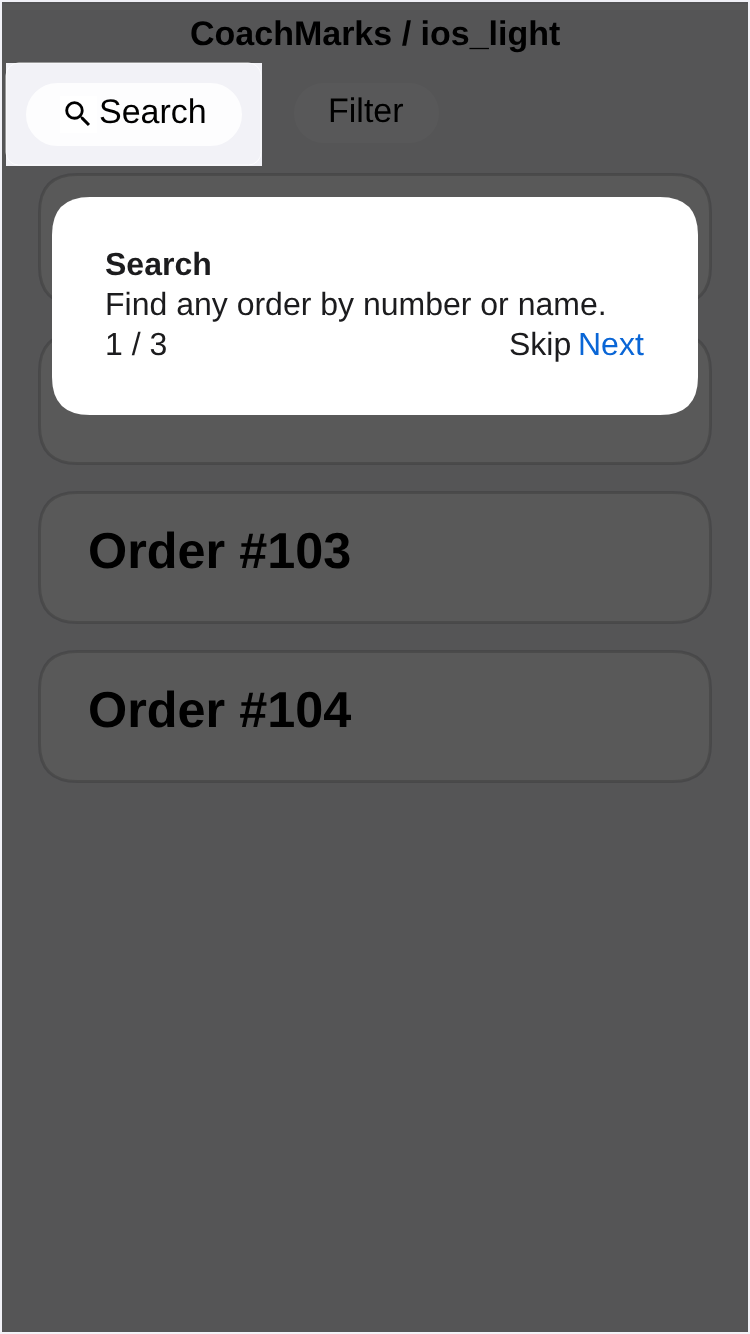 CoachMarks / ios_light
Search Filter
Search
Find any order by number or name.
1 / 3 Skip Next
Order #103
Order #104